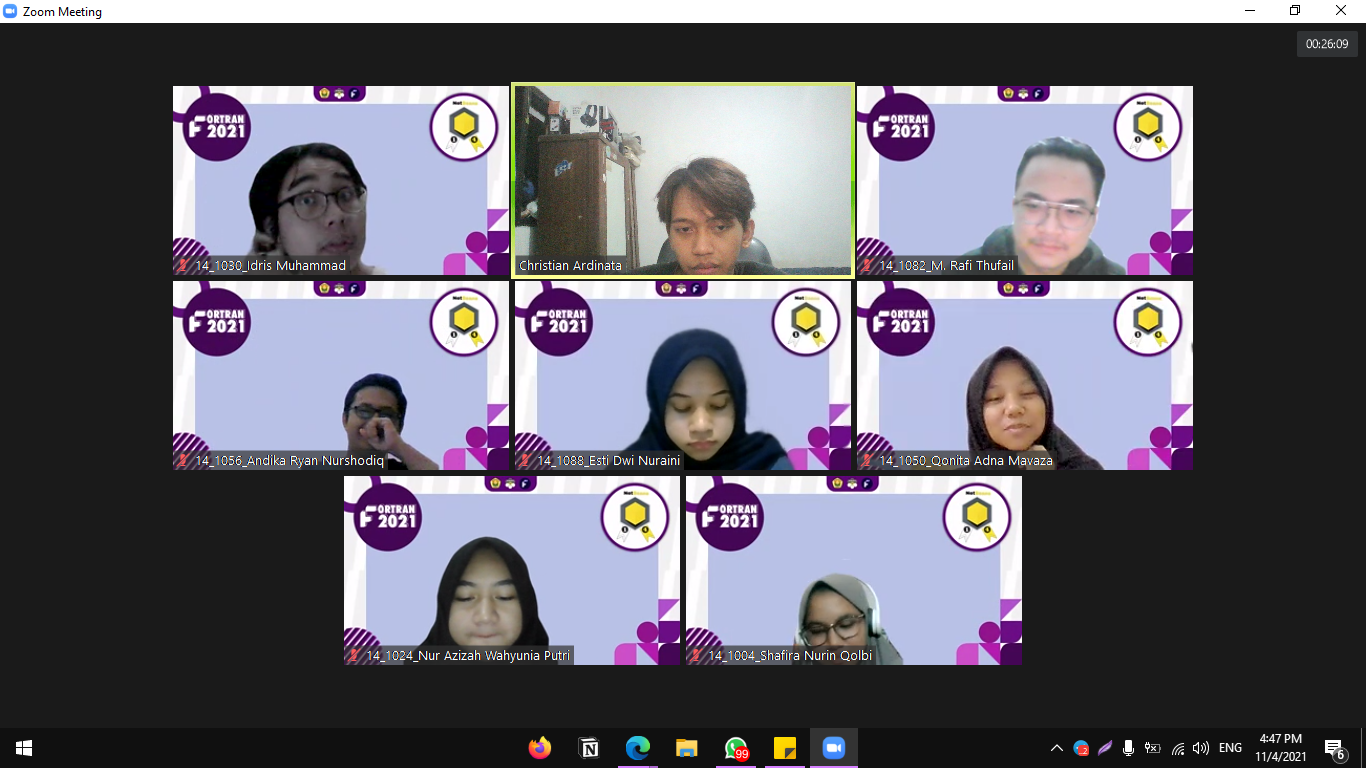 Zoom Meeting
00:26:09
FORTRAN
2021
14_1030_Idris Muhammad
Christian Ardinata
FORTRAN
2021
14_1082_M. Rafi Thufail
FORTRAN
2021
14_1056_Andika Ryan Nurshodiq
FORTRAN
2021
14_1088_Esti Dwi Nuraini
FORTRAN
2021
14_1050_Qonita Adna Mavaza
FORTRAN
2021
14_1024_Nur Azizah Wahyunia Putri
FORTRAN
2021
14_1004_Shafira Nurin Qolbi
99
2
ENG
4:47 PM
11/4/2021
6